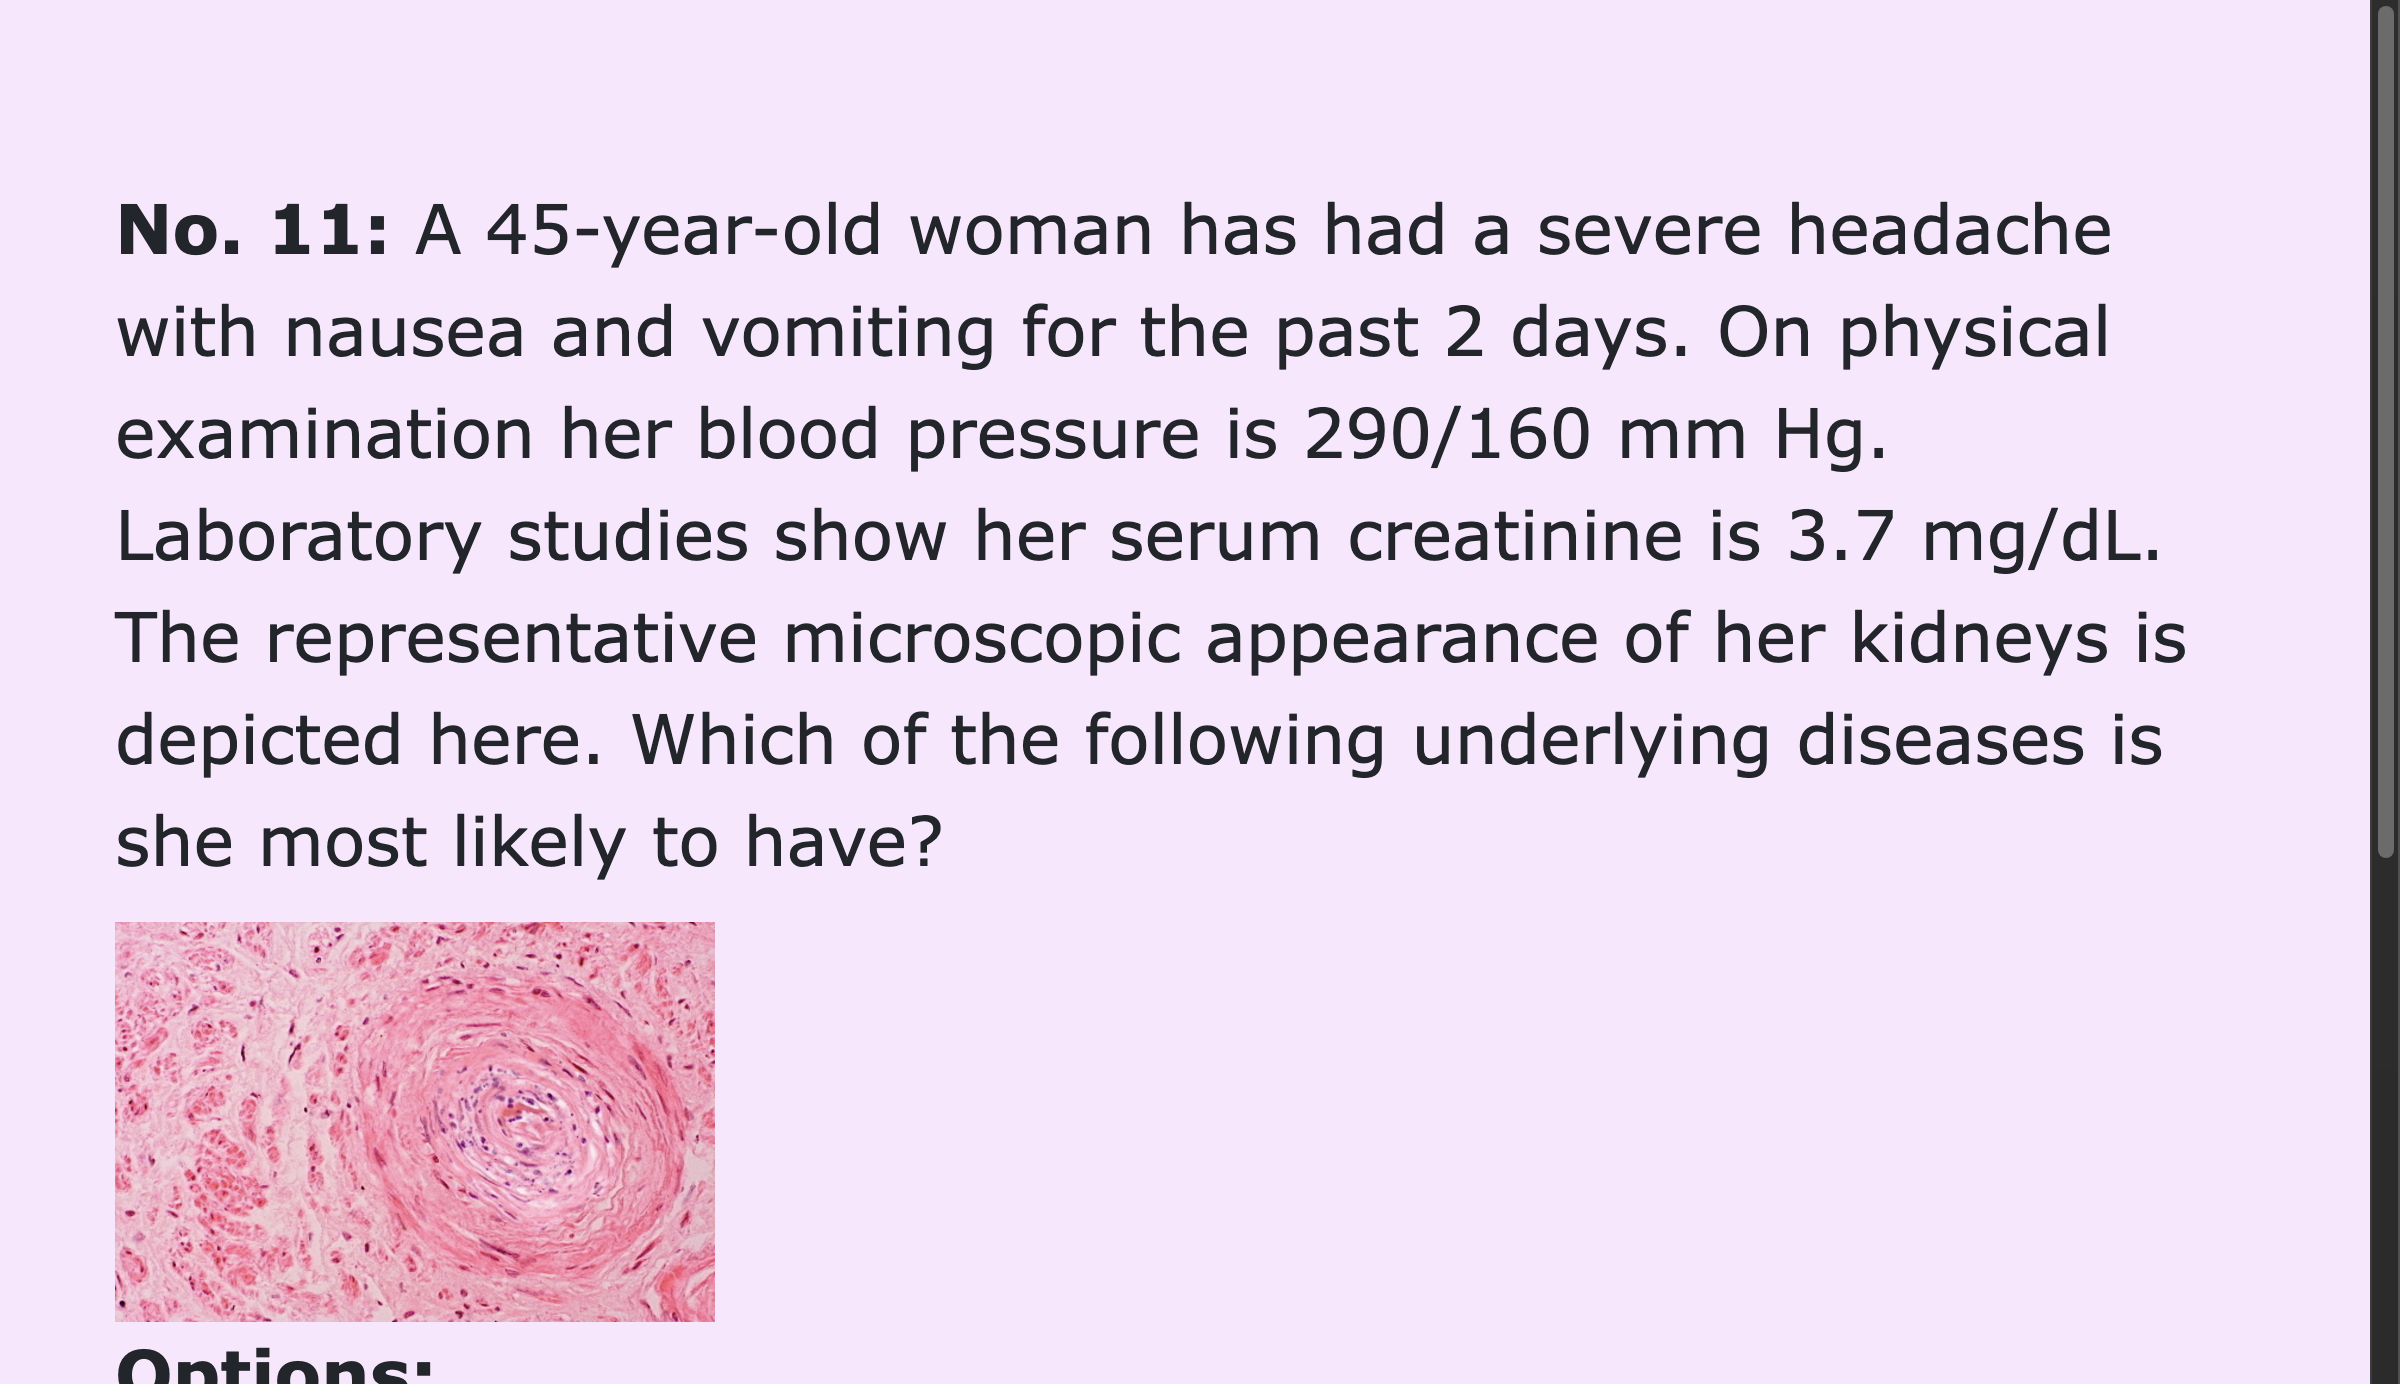 No. 11: A 45-year-old woman has had a severe headache
with nausea and vomiting for the past 2 days. On physical
examination her blood pressure is 290/160 mm Hg.
Laboratory studies show her serum creatinine is 3.7 mg/dL.
The representative microscopic appearance of her kidneys is
depicted here. Which of the following underlying diseases is
she most likely to have?
Options: